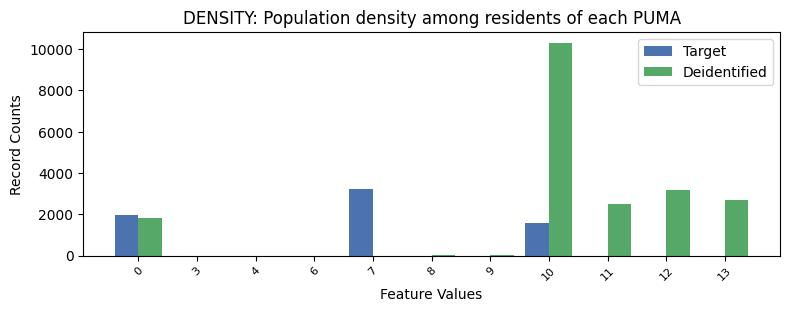 DENSITY: Population density among residents of each PUMA
Record Counts
10000
8000
6000
4000
2000
0
Target
Deidentified
0 3 4 6 7 8 9 10 11 12 13
Feature Values